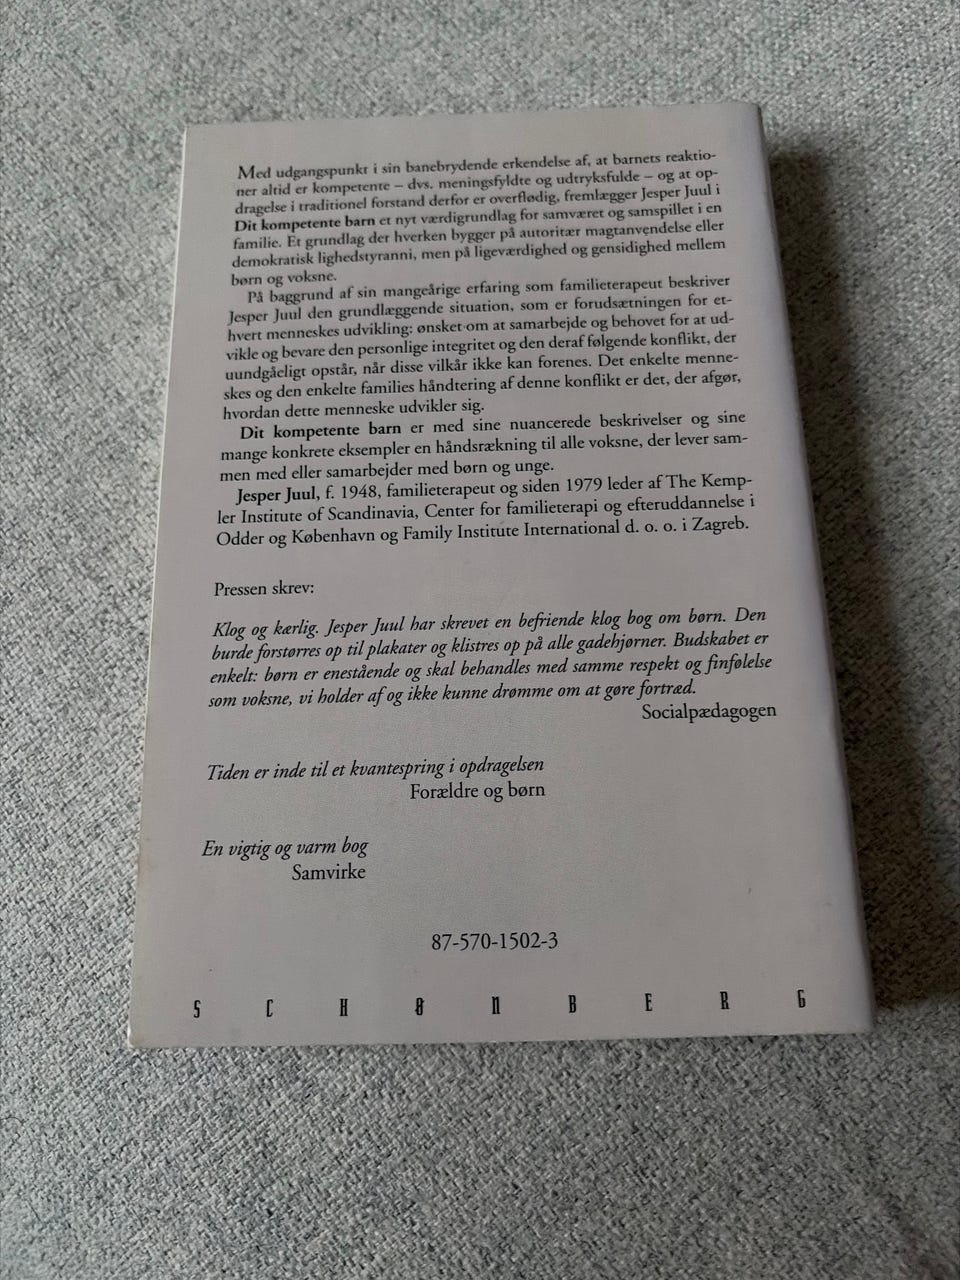 Med udgangspunkt i sin banebrydende erkendelse af, at barnets reaktio-
ner altid er kompetente – dvs. meningsfyldte og udtryksfulde – og at op-
dragelse i traditionel forstand derfor er overflødig, fremlægger Jesper Juul i
Dit kompetente barn et nyt værdigrundlag for samværet og samspillet i en
familie. Et grundlag der hverken bygger på autoritær magtanvendelse eller
demokratisk lighedstyranni, men på ligeværdighed og gensidighed mellem
børn og voksne.
På baggrund af sin mangeårige erfaring som familieterapeut beskriver
Jesper Juul den grundlæggende situation, som er forudsætningen for et-
hvert menneskes udvikling: ønsket om at samarbejde og behovet for at ud-
vikle og bevare den personlige integritet og den deraf følgende konflikt, der
uundgåeligt opstår, når disse vilkår ikke kan forenes. Det enkelte menne-
skes og den enkelte families håndtering af denne konflikt er det, der afgør,
hvordan dette menneske udvikler sig.
Dit kompetente barn er med sine nuancerede beskrivelser og sine
mange konkrete eksempler en håndsrækning til alle voksne, der lever sam-
men med eller samarbejder med børn og unge.
Jesper Juul, f. 1948, familieterapeut og siden 1979 leder af The Kemp-
ler Institute of Scandinavia, Center for familieterapi og efteruddannelse i
Odder og København og Family Institute International d. o. o. i Zagreb.
Pressen skrev:
Klog og kærlig. Jesper Juul har skrevet en befriende klog bog om børn. Den
burde forstørres op til plakater og klistres op på alle gadehjørner. Budskabet er
enkelt: børn er enestående og skal behandles med samme respekt og finfølelse
som voksne, vi holder af og ikke kunne drømme om at gøre fortræd.
Socialpædagogen
Tiden er inde til et kvantespring i opdragelsen
Forældre og børn
En vigtig og varm bog
Samvirke
87-570-1502-3
SCHØNBERG